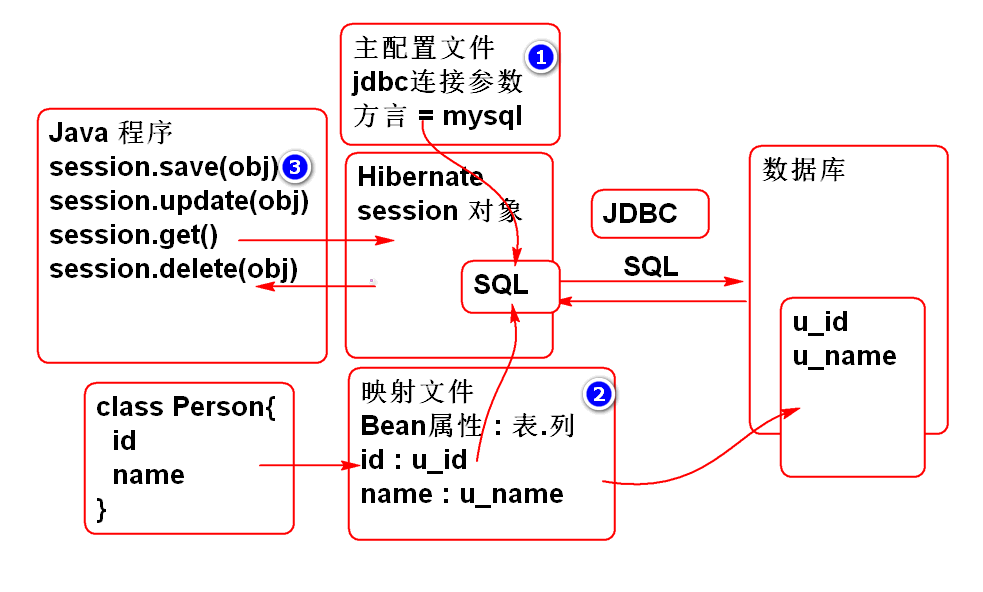 主配置文件
1
jdbc连接参数
方言 = mysql
Java 程序
session.save(obj)
3
session.update(obj)
session.get()
session.delete(obj)
Hibernate
session 对象
SQL
JDBC
SQL
数据库
u_id
u_name
class Person{
id
name
}
映射文件
2
Bean属性 : 表.列
id : u_id
name : u_name